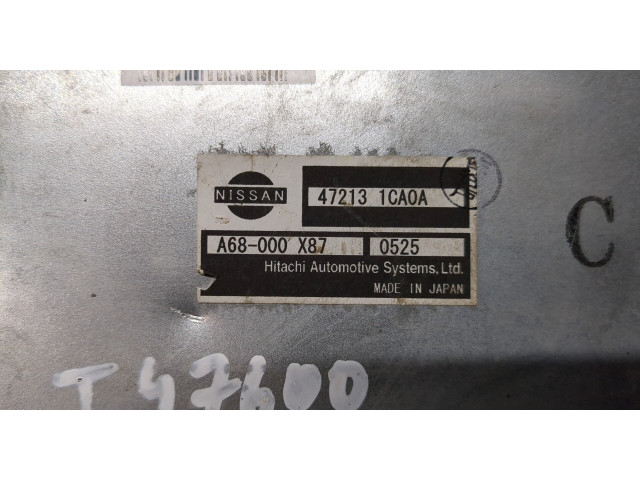 NISSAN
47213 1CA0A
A68-000 X87 0525
Hitachi Automotive Systems, Ltd.
MADE IN JAPAN
C
T47600